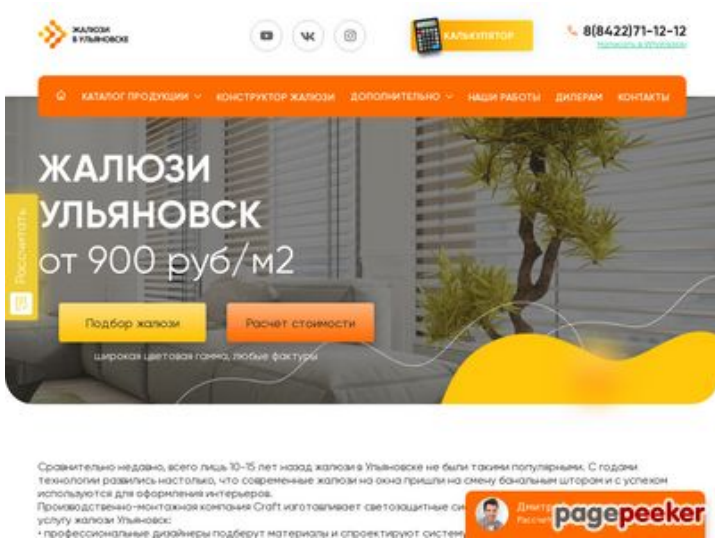 ЖАЛЮЗИ
В УЛЬЯНОВСКЕ
КАЛЬКУЛЯТОР
8(8422)71-12-12
Написать в WhatsApp
КАТАЛОГ ПРОДУКЦИИ
КОНСТРУКТОР ЖАЛЮЗИ
ДОПОЛНИТЕЛЬНО
НАШИ РАБОТЫ
ДИЛЕРАМ
КОНТАКТЫ
ЖАЛЮЗИ
УЛЬЯНОВСК
от 900 руб/м2
Рассчитать
Подбор жалюзи
Расчет стоимости
широкая цветовая гамма, любые фактуры
Сравнительно недавно, всего лишь 10-15 лет назад жалюзи в Ульяновске не были такими популярными. С годами
технологии развились настолько, что современные жалюзи на окна пришли на смену банальным шторам и с успехом
используются для оформления интерьеров.
Производственно-монтажная компания Craft изготавливает светозащитные
услугу жалюзи Ульяновск:
• профессиональные дизайнеры подберут материалы и спроектируют
pagepeeker